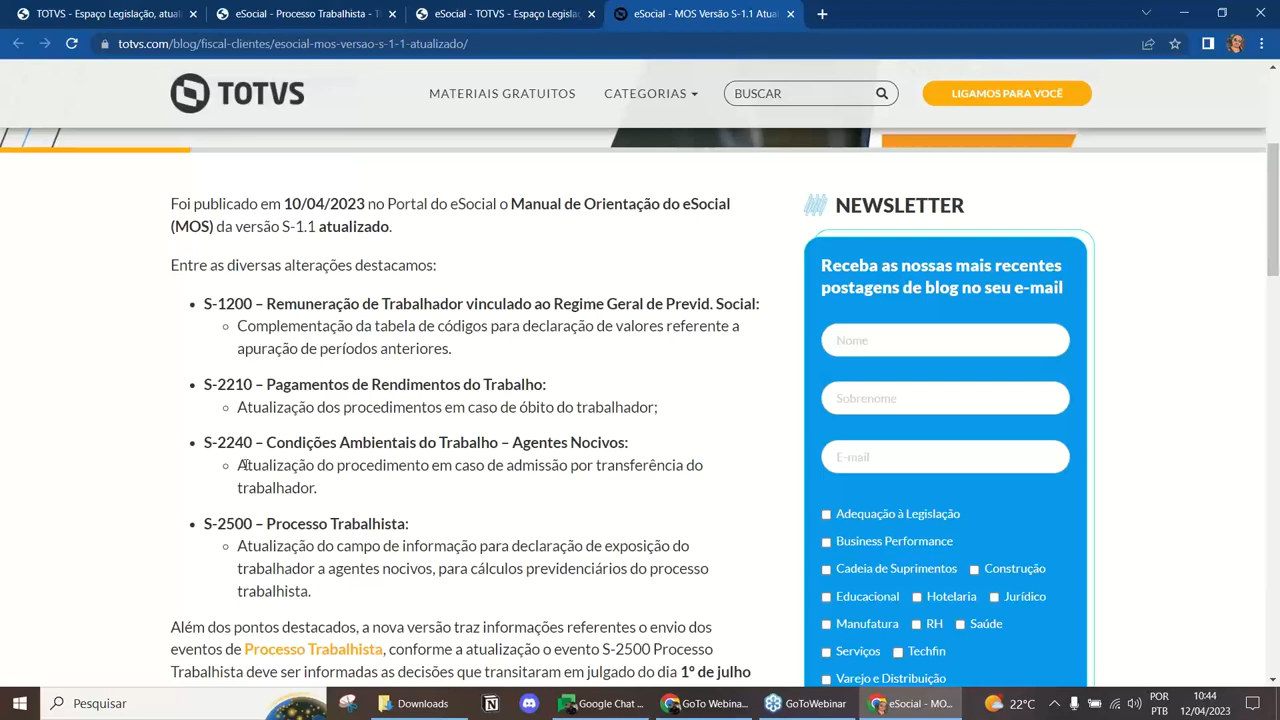 eSocial - TOTVS - Espaço Legislação, atual
eSocial - Processo Trabalhista - T
eSocial - TOTVS - Espaço Legislaç
eSocial - MOS Versão S-1.1 Atual
totvs.com/blog/fiscal-clientes/esocial-mos-versao-s-1-1-atualizado/
TOTVS
MATERIAIS GRATUITOS
CATEGORIAS
BUSCAR
LIGAMOS PARA VOCÊ
Foi publicado em 10/04/2023 no Portal do eSocial o Manual de Orientação do eSocial
(MOS) da versão S-1.1 atualizado.
Entre as diversas alterações destacamos:
• S-1200 – Remuneração de Trabalhador vinculado ao Regime Geral de Previd. Social:
Complementação da tabela de códigos para declaração de valores referente a
apuração de períodos anteriores.
• S-2210 – Pagamentos de Rendimentos do Trabalho:
Atualização dos procedimentos em caso de óbito do trabalhador;
• S-2240 – Condições Ambientais do Trabalho – Agentes Nocivos:
Atualização do procedimento em caso de admissão por transferência do
trabalhador.
• S-2500 – Processo Trabalhista:
Atualização do campo de informação para declaração de exposição do
trabalhador a agentes nocivos, para cálculos previdenciários do processo
trabalhista.
Além dos pontos destacados, a nova versão traz informações referentes o envio dos
eventos de Processo Trabalhista, conforme a atualização o evento S-2500 Processo
Trabalhista deve ser informadas as decisões que transitaram em julgado do dia 1º de julho
NEWSLETTER
Receba as nossas mais recentes
postagens de blog no seu e-mail
Nome
Sobrenome
E-mail
Adequação à Legislação
Business Performance
Cadeia de Suprimentos Construção
Educacional Hotelaria Jurídico
Manufatura RH Saúde
Serviços Techfin
Varejo e Distribuição
Pesquisar
Downloads
Google Chat ...
GoTo Webina...
GoToWebinar
eSocial - MO...
22°C
POR
PTB
10:44
12/04/2023